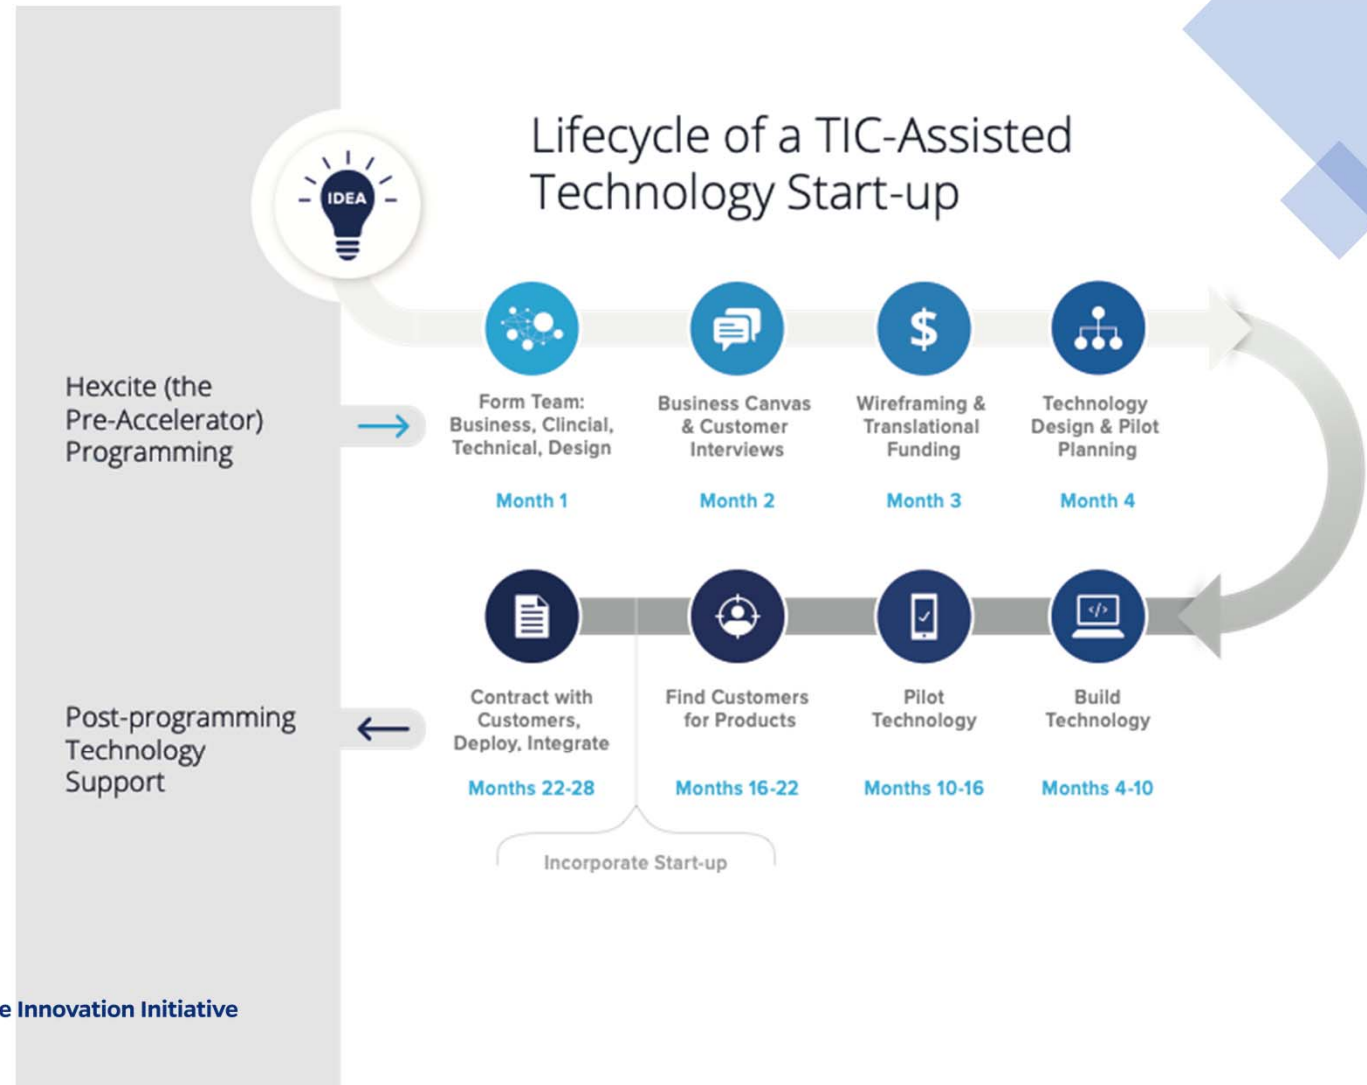 Lifecycle of a TIC-Assisted
Technology Start-up
IDEA
Hexcite (the
Pre-Accelerator)
Programming
Form Team:
Business, Clincial,
Technical, Design
Month 1
Business Canvas
& Customer
Interviews
Month 2
$
Wireframing &
Translational
Funding
Month 3
Technology
Design & Pilot
Planning
Month 4
Post-programming
Technology
Support
Contract with
Customers,
Deploy, Integrate
Months 22-28
Find Customers
for Products
Months 16-22
Pilot
Technology
Months 10-16
</>
Build
Technology
Months 4-10
Incorporate Start-up
e Innovation Initiative